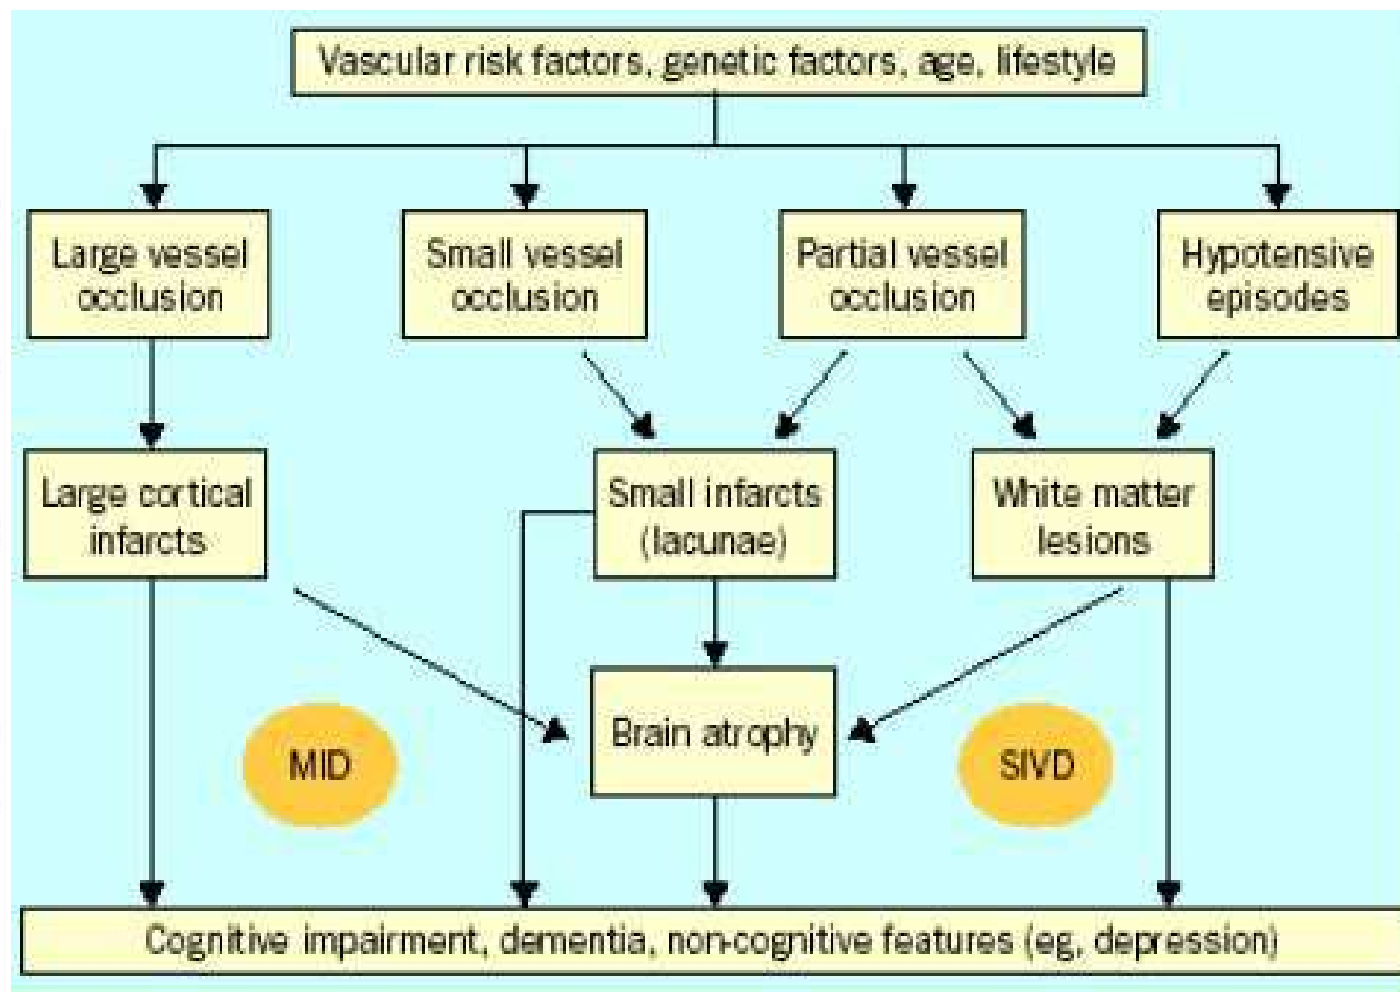 Vascular risk factors, genetic factors, age, lifestyle
Large vessel
occlusion
Small vessel
occlusion
Partial vessel
occlusion
Hypotensive
episodes
Large cortical
infarcts
Small infarcts
(lacunae)
White matter
lesions
Brain atrophy
MID
SIVD
Cognitive impairment, dementia, non-cognitive features (eg, depression)